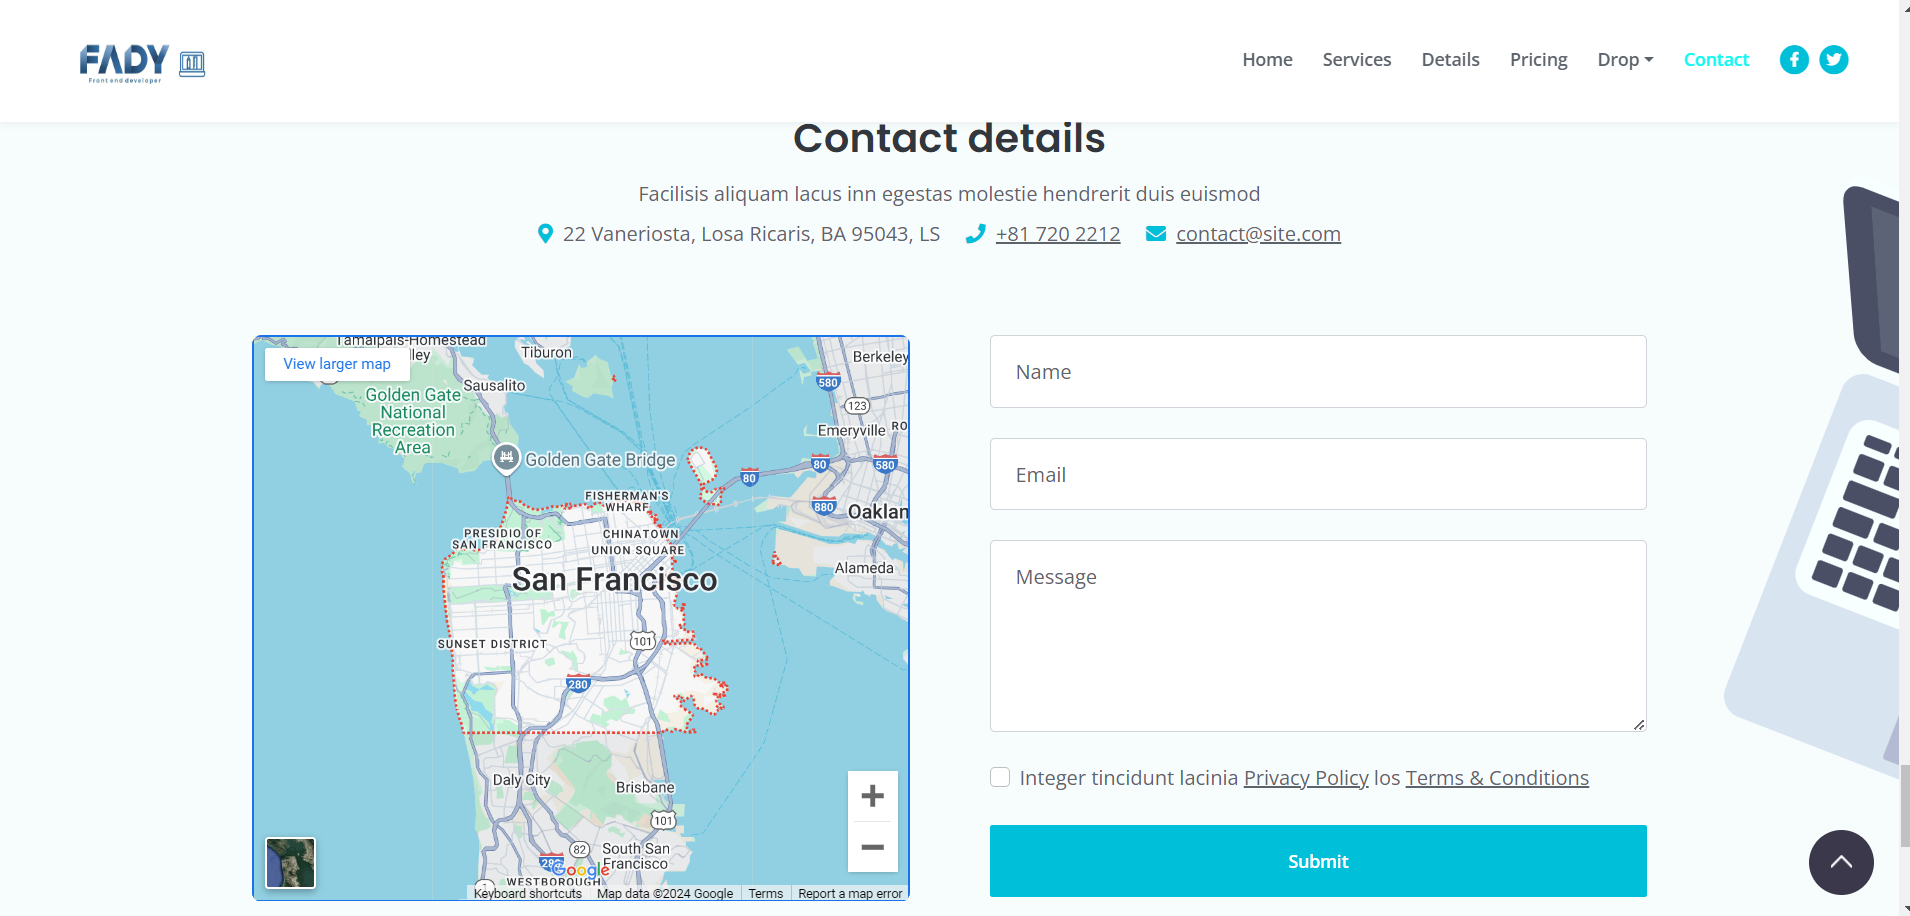 FADY
Front end developer
Home Services Details Pricing Drop Contact
Contact details
Facilisis aliquam lacus inn egestas molestie hendrerit duis euismod
22 Vaneriosta, Losa Ricaris, BA 95043, LS +81 720 2212 contact@site.com
View larger map
Tamalpais-Homestead
lley
Tiburon
Berkeley
Sausalito
580
Golden Gate
National
Recreation
Area
123
Emeryville
RO
Golden Gate Bridge
80
80
580
FISHERMAN'S
WHARF
880
Oaklan
PRESIDIO OF
SAN FRANCISCO
CHINATOWN
UNION SQUARE
Alameda
San Francisco
SUNSET DISTRICT
101
280
Daly City
Brisbane
101
82
South San
Francisco
280
Google
WESTBOROUGH
1
Keyboard shortcuts Map data ©2024 Google Terms Report a map error
Name
Email
Message
Integer tincidunt lacinia Privacy Policy los Terms & Conditions
Submit